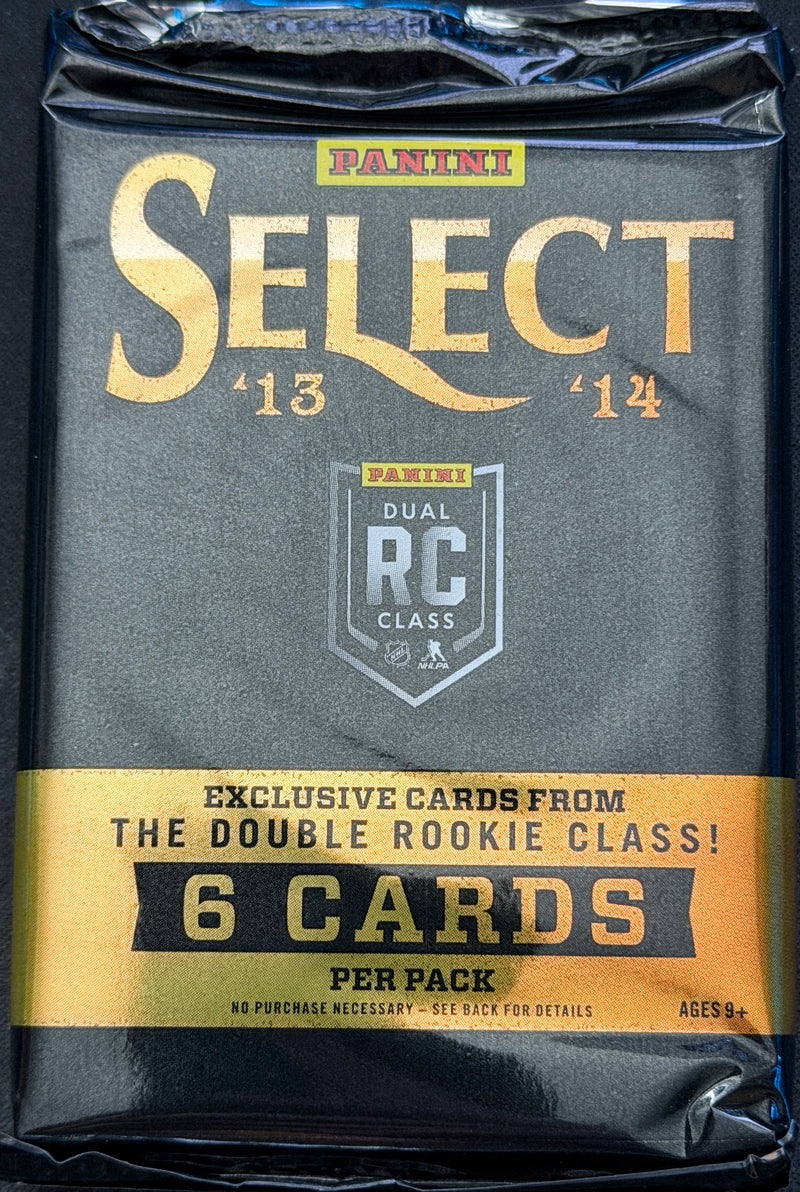 PANINI
SELECT
‘13 ‘14
PANINI
DUAL
RC
CLASS
NHL NHLPA
EXCLUSIVE CARDS FROM
THE DOUBLE ROOKIE CLASS!
6 CARDS
PER PACK
NO PURCHASE NECESSARY – SEE BACK FOR DETAILS AGES 9+